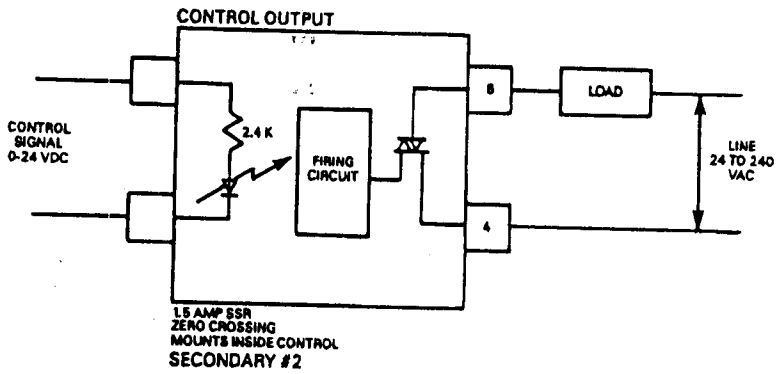 CONTROL OUTPUT
CONTROL
SIGNAL
0-24 VDC
2.4 K
FIRING
CIRCUIT
6
LOAD
4
LINE
24 TO 240
VAC
1.5 AMP SSR
ZERO CROSSING
MOUNTS INSIDE CONTROL
SECONDARY #2